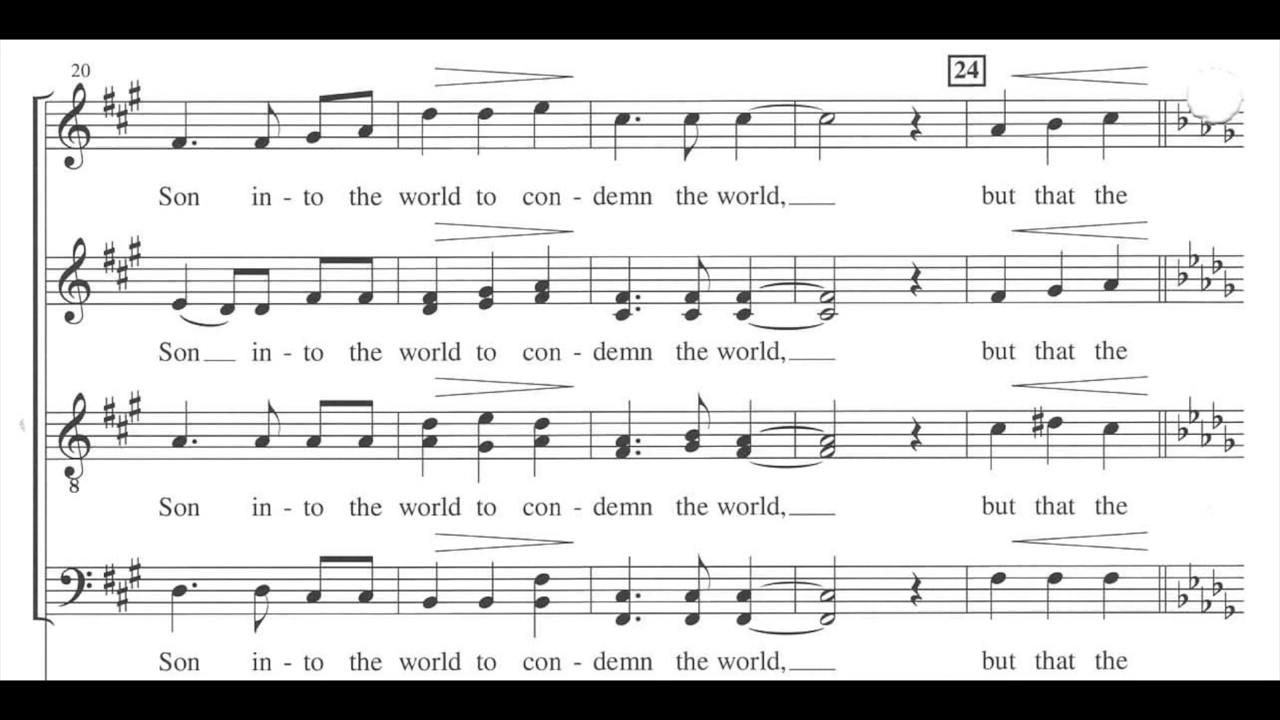 20
24
Son in - to the world to con - demn the world, but that the
Son in - to the world to con - demn the world, but that the
8
Son in - to the world to con - demn the world, but that the
Son in - to the world to con - demn the world, but that the